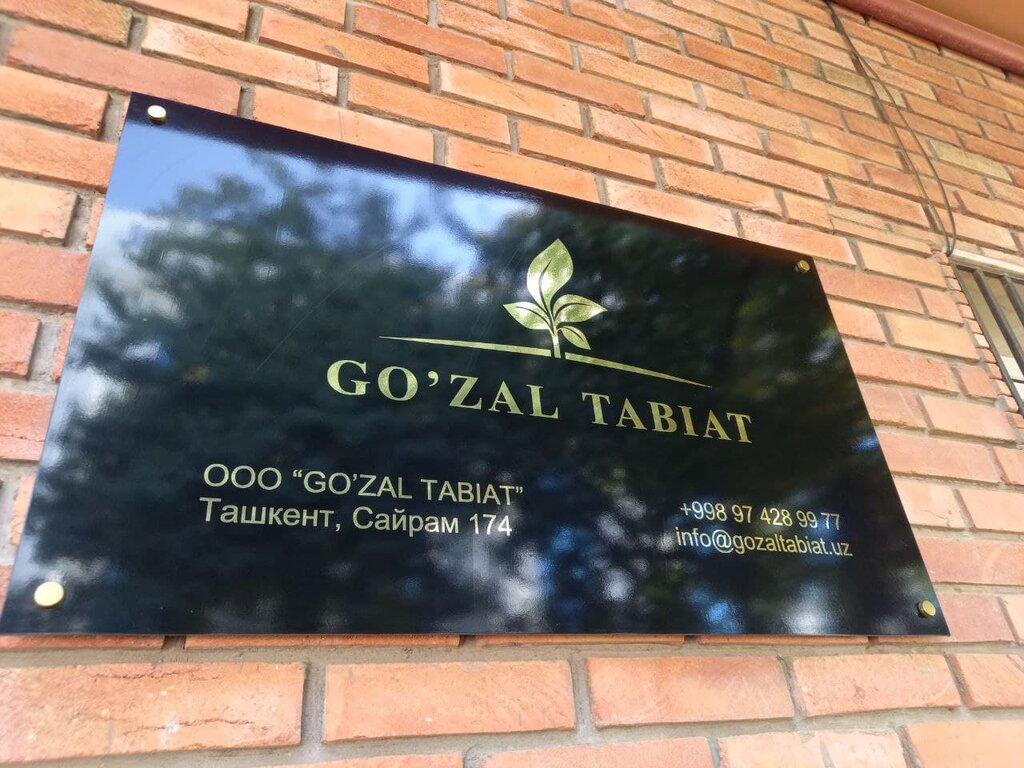 GO’ZAL TABIAT
ООО “GO’ZAL TABIAT”
Ташкент, Сайрам 174
+998 97 428 99 77
info@gozaltabiat.uz